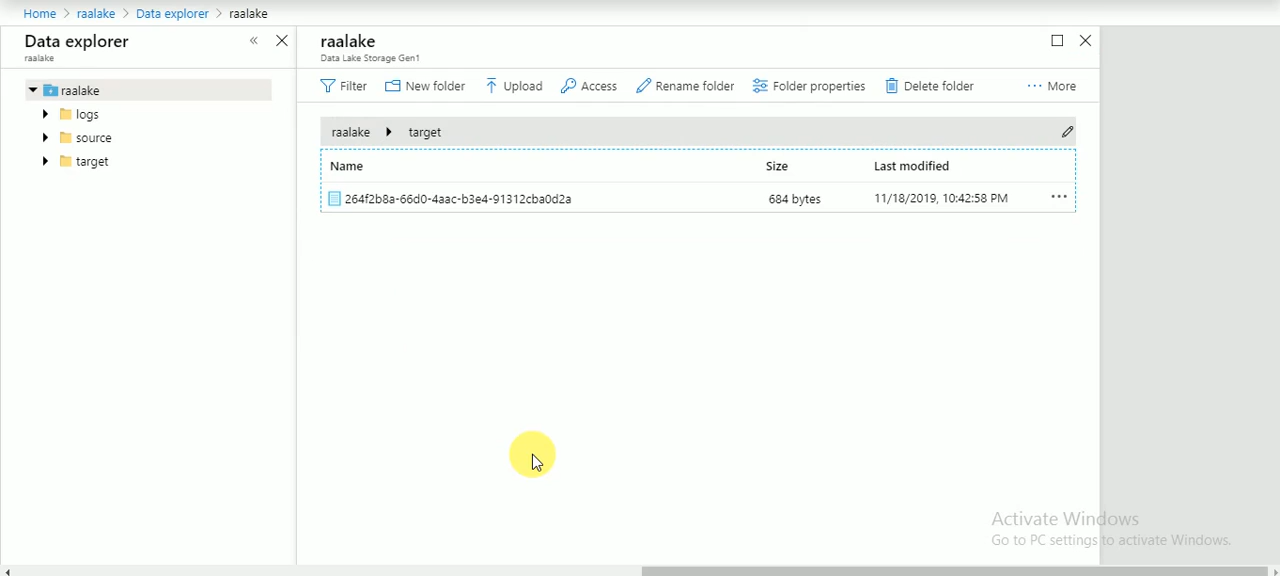 Home > raalake > Data explorer > raalake
Data explorer
raalake
raalake
logs
source
target
raalake
Data Lake Storage Gen1
Filter New folder Upload Access Rename folder Folder properties Delete folder ... More
raalake target
Name Size Last modified
264f2b8a-66d0-4aac-b3e4-91312cba0d2a 684 bytes 11/18/2019, 10:42:58 PM ...
Activate Windows
Go to PC settings to activate Windows.